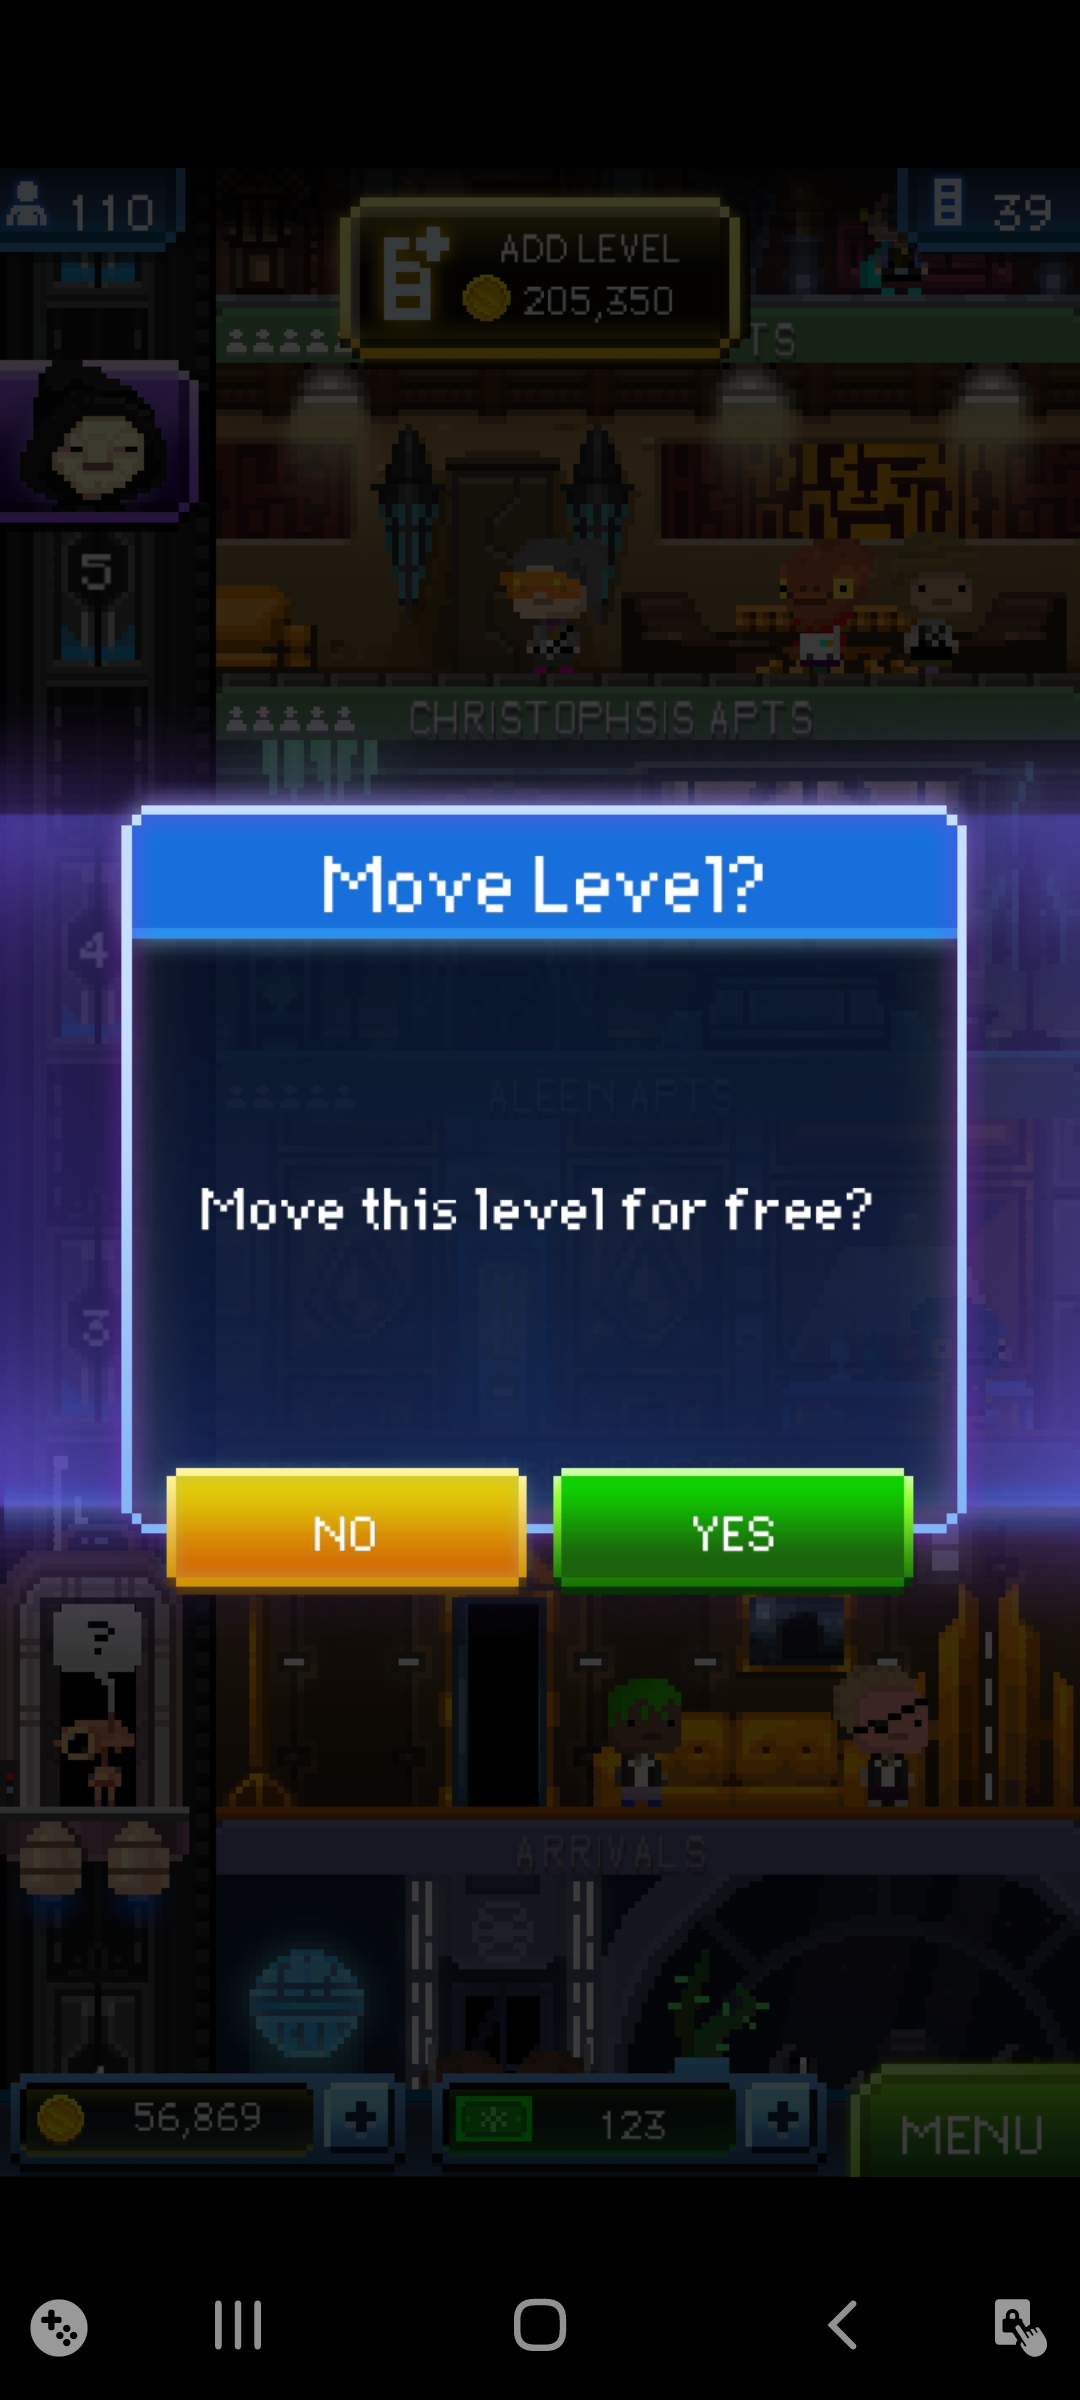 110
39
ADD LEVEL
205,350
TS
5
CHRISTOPHSIS APTS
Move Level?
4
ALEEN APTS
Move this level for free?
3
NO
YES
?
ARRIVALS
56,869
+
123
+
MENU